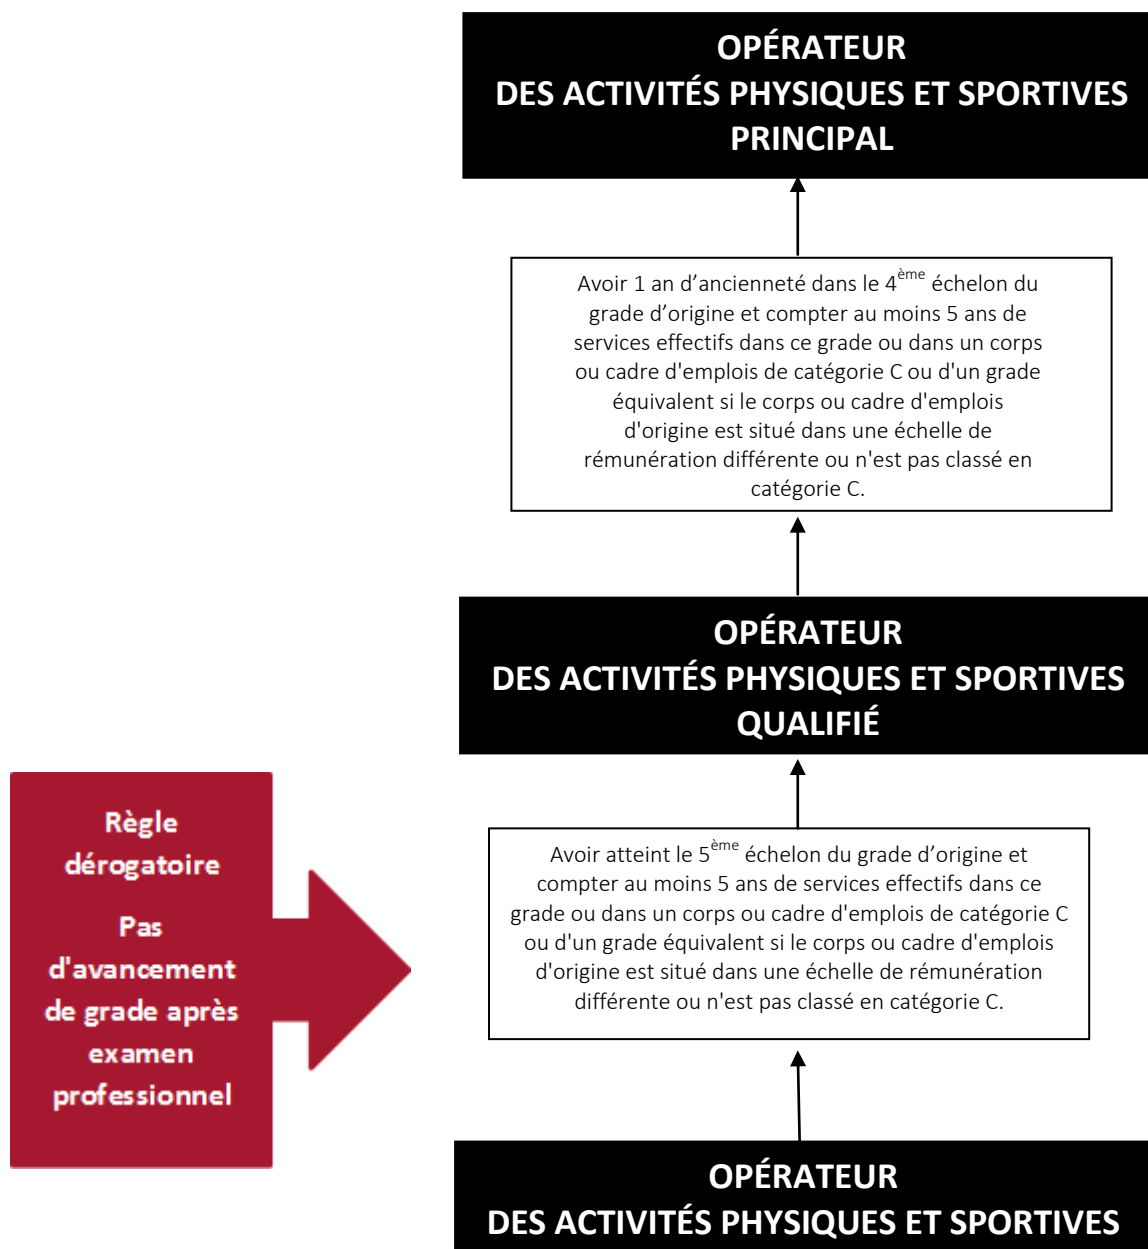 OPÉRATEUR
DES ACTIVITÉS PHYSIQUES ET SPORTIVES
PRINCIPAL
Avoir 1 an d’ancienneté dans le 4ème échelon du
grade d’origine et compter au moins 5 ans de
services effectifs dans ce grade ou dans un corps
ou cadre d'emplois de catégorie C ou d'un grade
équivalent si le corps ou cadre d'emplois
d'origine est situé dans une échelle de
rémunération différente ou n'est pas classé en
catégorie C.
OPÉRATEUR
DES ACTIVITÉS PHYSIQUES ET SPORTIVES
QUALIFIÉ
Règle
dérogatoire
Pas
d'avancement
de grade après
examen
professionnel
Avoir atteint le 5ème échelon du grade d’origine et
compter au moins 5 ans de services effectifs dans ce
grade ou dans un corps ou cadre d'emplois de catégorie C
ou d'un grade équivalent si le corps ou cadre d'emplois
d'origine est situé dans une échelle de rémunération
différente ou n'est pas classé en catégorie C.
OPÉRATEUR
DES ACTIVITÉS PHYSIQUES ET SPORTIVES